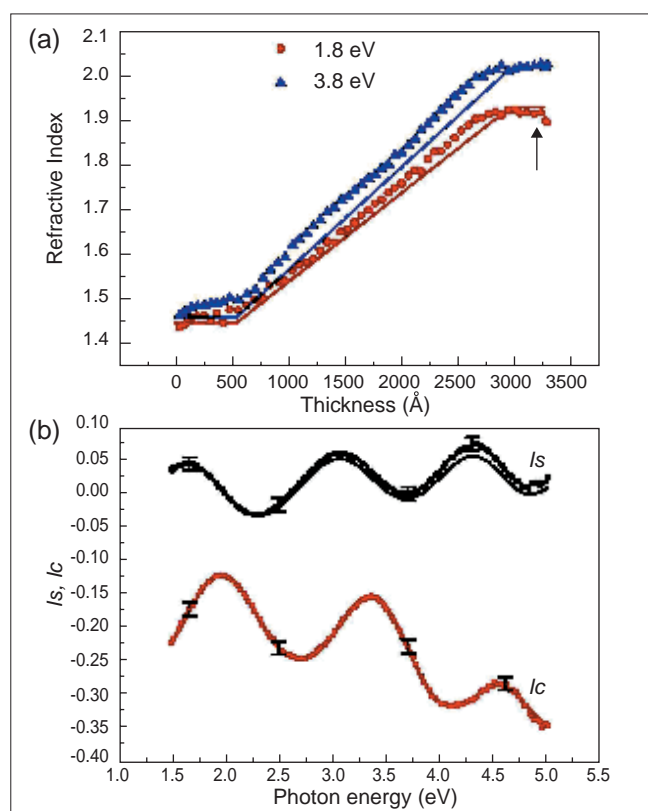 (a)
2.1
2.0
1.9
1.8
1.7
1.6
1.5
1.4
1.8 eV
3.8 eV
Refractive Index
0 500 1000 1500 2000 2500 3000 3500
Thickness (Å)
(b)
0.10
0.05
0.00
-0.05
-0.10
-0.15
-0.20
-0.25
-0.30
-0.35
-0.40
Is, Ic
Is
Ic
1.0 1.5 2.0 2.5 3.0 3.5 4.0 4.5 5.0 5.5
Photon energy (eV)